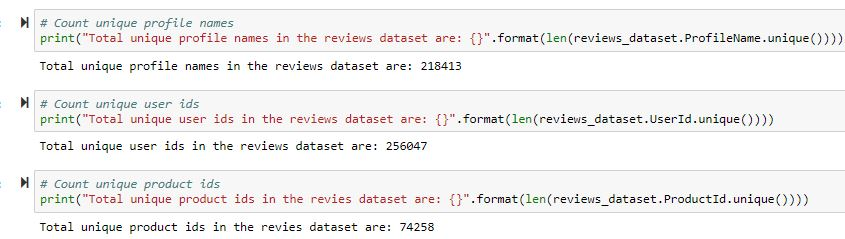 # Count unique profile names
print("Total unique profile names in the reviews dataset are: {}".format(len(reviews_dataset.ProfileName.unique())))
Total unique profile names in the reviews dataset are: 218413
# Count unique user ids
print("Total unique user ids in the reviews dataset are: {}".format(len(reviews_dataset.UserId.unique())))
Total unique user ids in the reviews dataset are: 256047
# Count unique product ids
print("Total unique product ids in the revies dataset are: {}".format(len(reviews_dataset.ProductId.unique())))
Total unique product ids in the revies dataset are: 74258